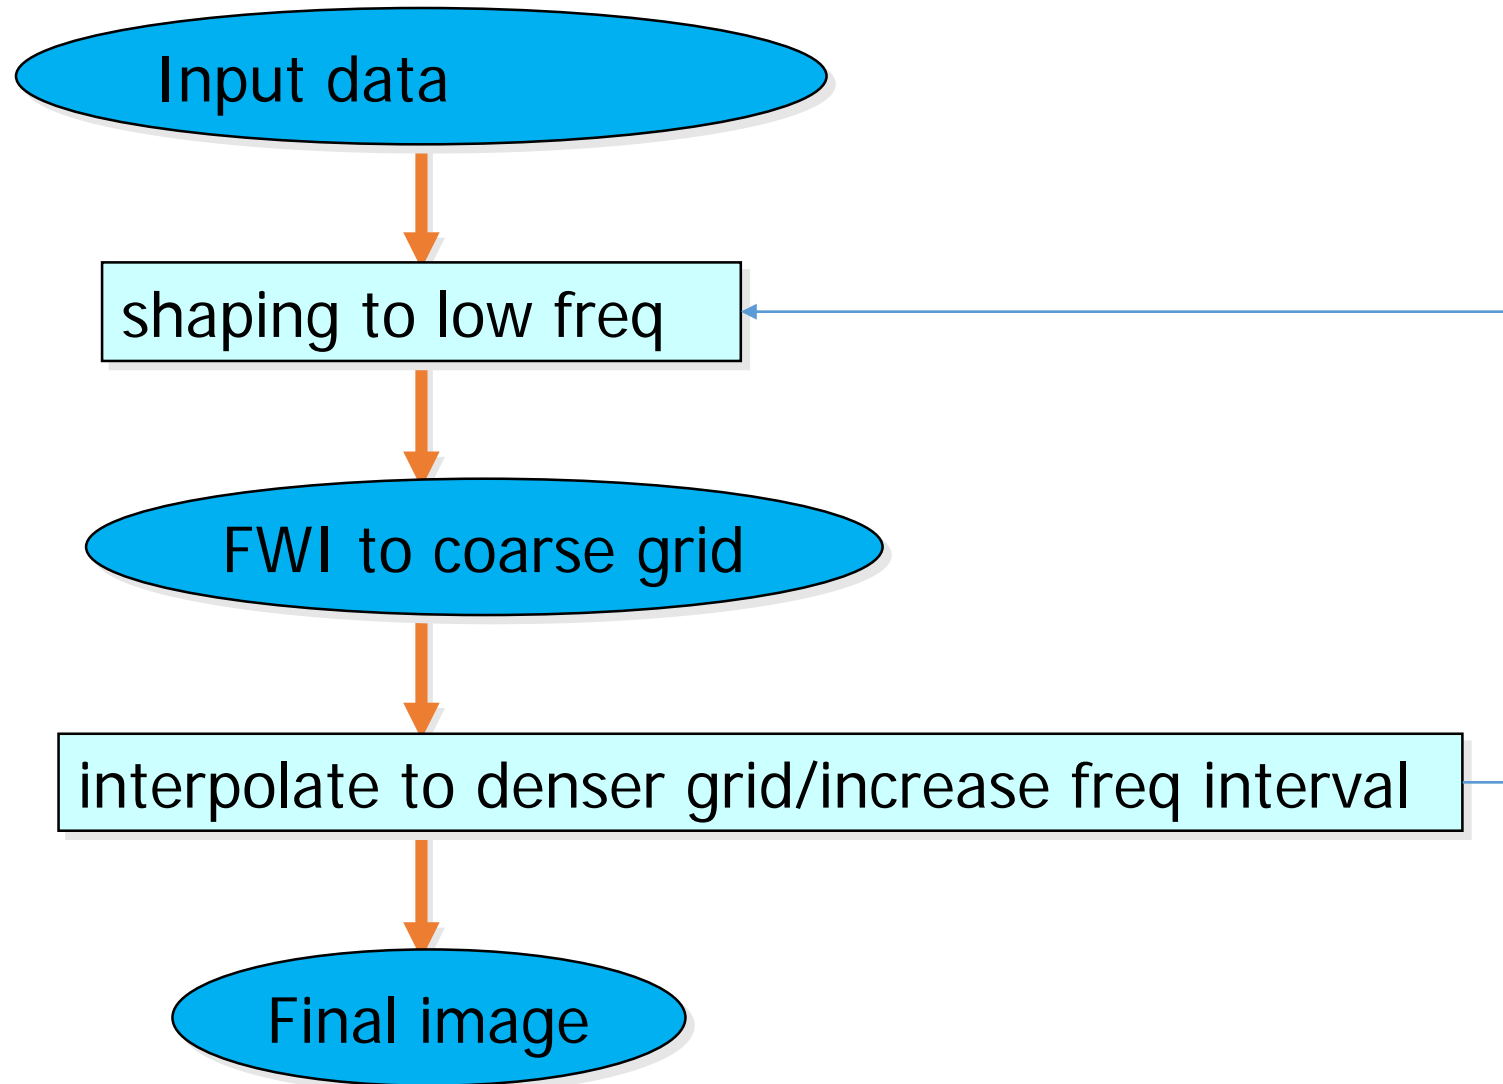 Input data
shaping to low freq
FWI to coarse grid
interpolate to denser grid/increase freq interval
Final image